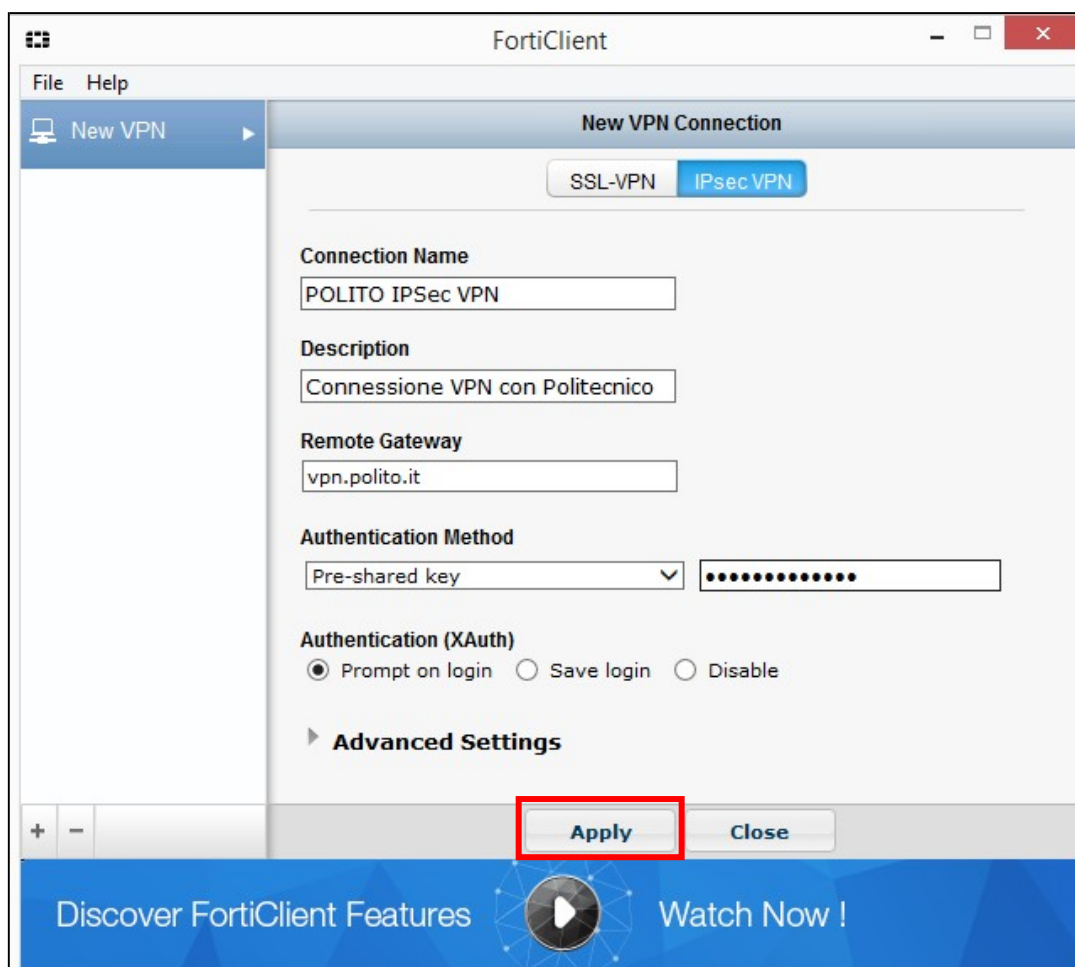 FortiClient
File Help
New VPN
New VPN Connection
SSL-VPN IPsec VPN
Connection Name
POLITO IPSec VPN
Description
Connessione VPN con Politecnico
Remote Gateway
vpn.polito.it
Authentication Method
Pre-shared key •••••••••••••
Authentication (XAuth)
Prompt on login Save login Disable
Advanced Settings
+ −
Apply Close
Discover FortiClient Features Watch Now !